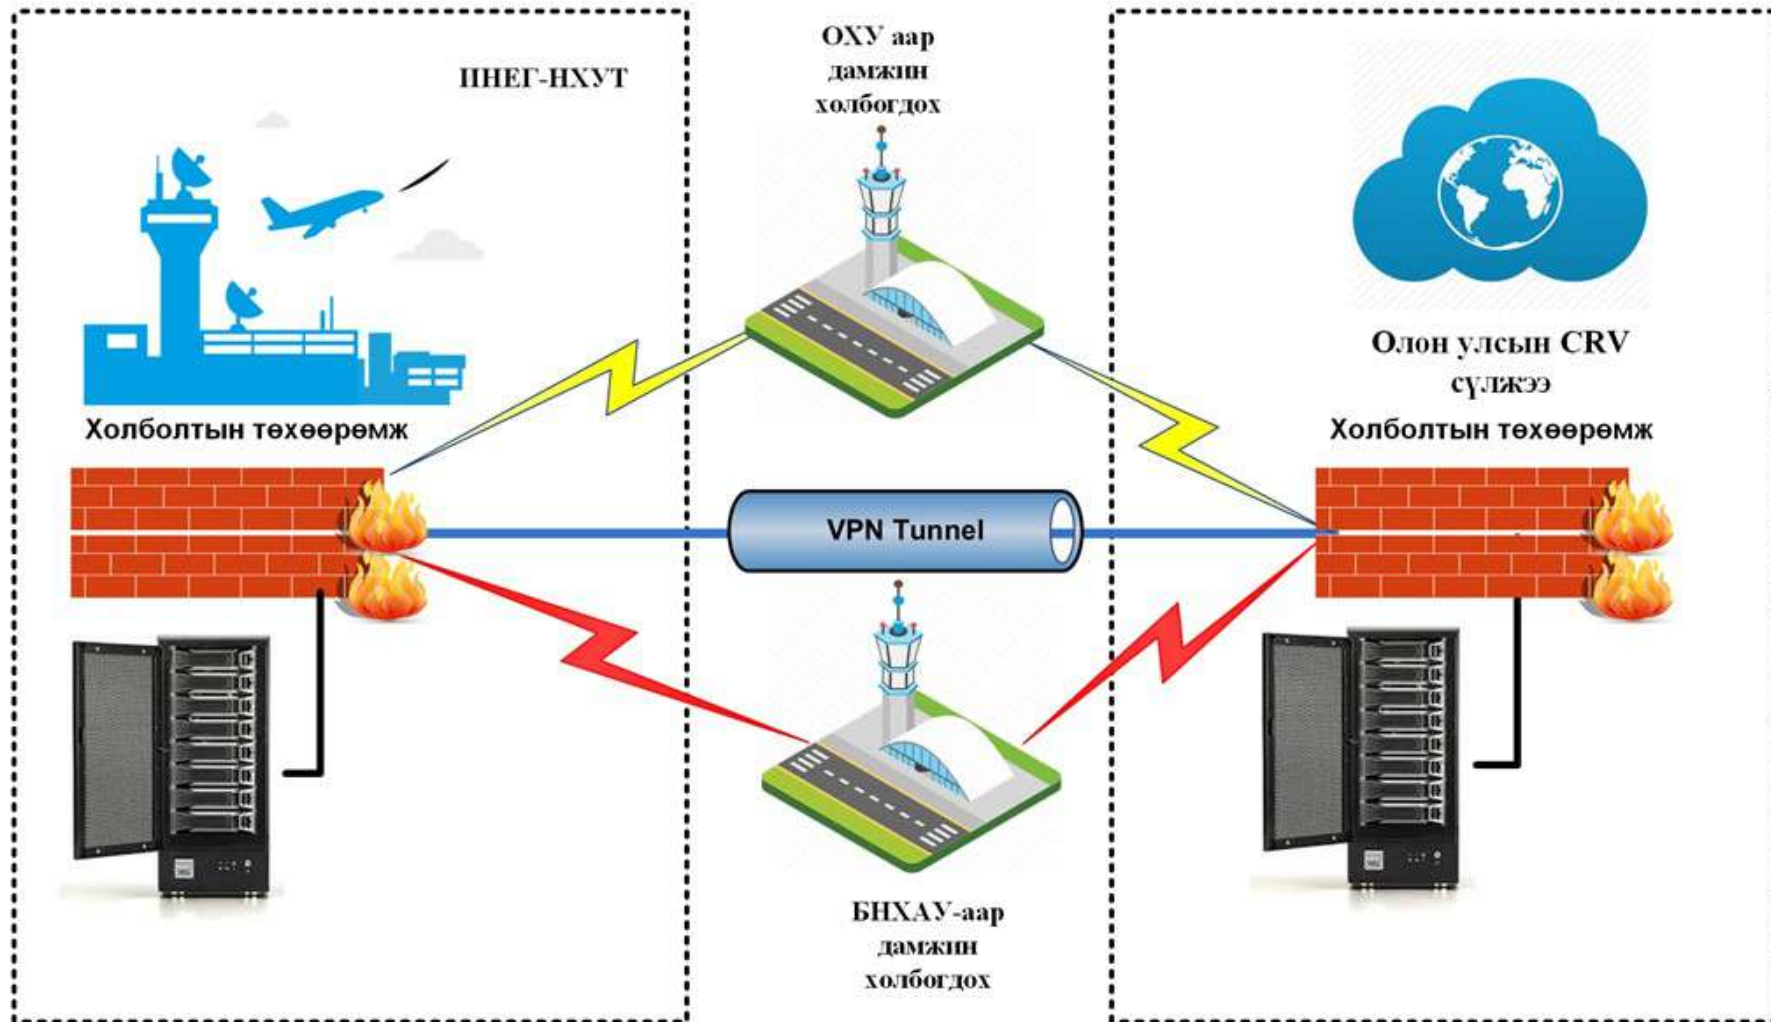 ИНЕГ-НХУТ
ОХУ аар
дамжин
холбогдох
Олон улсын CRV
сүлжээ
Холболтын төхөөрөмж
Холболтын төхөөрөмж
VPN Tunnel
БНХАУ-аар
дамжин
холбогдох